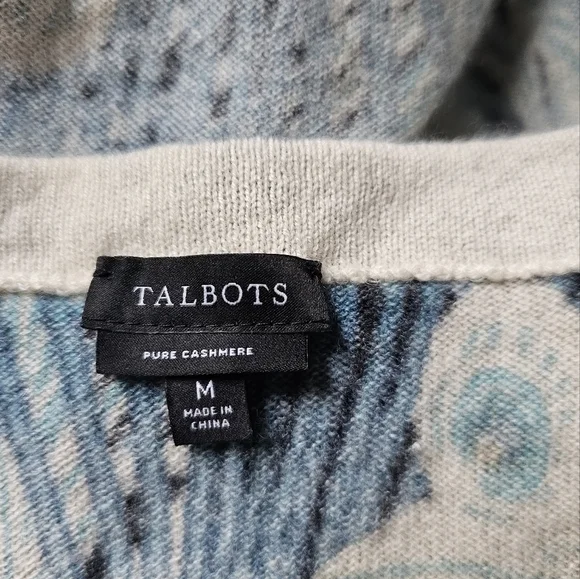 TALBOTS
PURE CASHMERE
M
MADE IN
CHINA